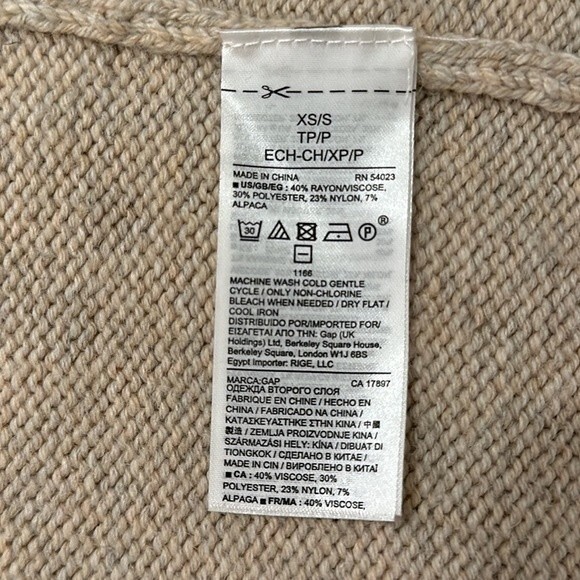 XS/S
TP/P
ECH-CH/XP/P
MADE IN CHINA RN 54023
■ US/GB/EG : 40% RAYON/VISCOSE,
30% POLYESTER, 23% NYLON, 7%
ALPACA
30 P ®
1166
MACHINE WASH COLD GENTLE
CYCLE / ONLY NON-CHLORINE
BLEACH WHEN NEEDED / DRY FLAT /
COOL IRON
DISTRIBUIDO POR/IMPORTED FOR/
ΕΙΣΑΓΕΤΑΙ ΑΠΟ ΤΗΝ: Gap (UK
Holdings) Ltd, Berkeley Square House,
Berkeley Square, London W1J 6BS
Egypt Importer: RIGE, LLC
MARCA:GAP CA 17897
ОДЕЖДА ВТОРОГО СЛОЯ
FABRIQUE EN CHINE / HECHO EN
CHINA / FABRICADO NA CHINA /
ΚΑΤΑΣΚΕΥΑΣΤΗΚΕ ΣΤΗΝ ΚΙΝΑ / 中國
製造 / ZEMLJA PROIZVODNJE KINA /
SZÁRMAZÁSI HELY: KÍNA / DIBUAT DI
TIONGKOK / СДЕЛАНО В КИТАЕ /
MADE IN CIN / ВИРОБЛЕНО В КИТАЇ
■ CA : 40% VISCOSE, 30%
POLYESTER, 23% NYLON, 7%
ALPAGA ■ FR/MA : 40% VISCOSE,